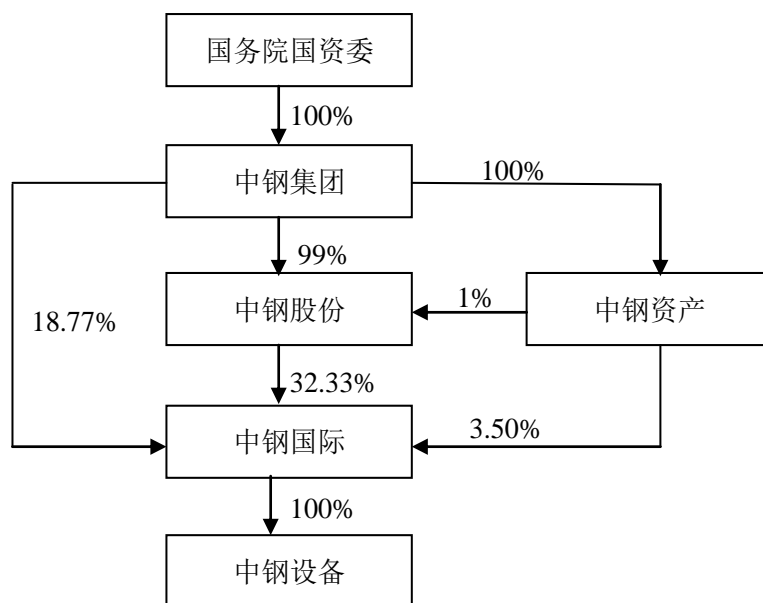 国务院国资委
100%
中钢集团
100%
99%
中钢股份
1%
中钢资产
18.77%
32.33%
中钢国际
3.50%
100%
中钢设备